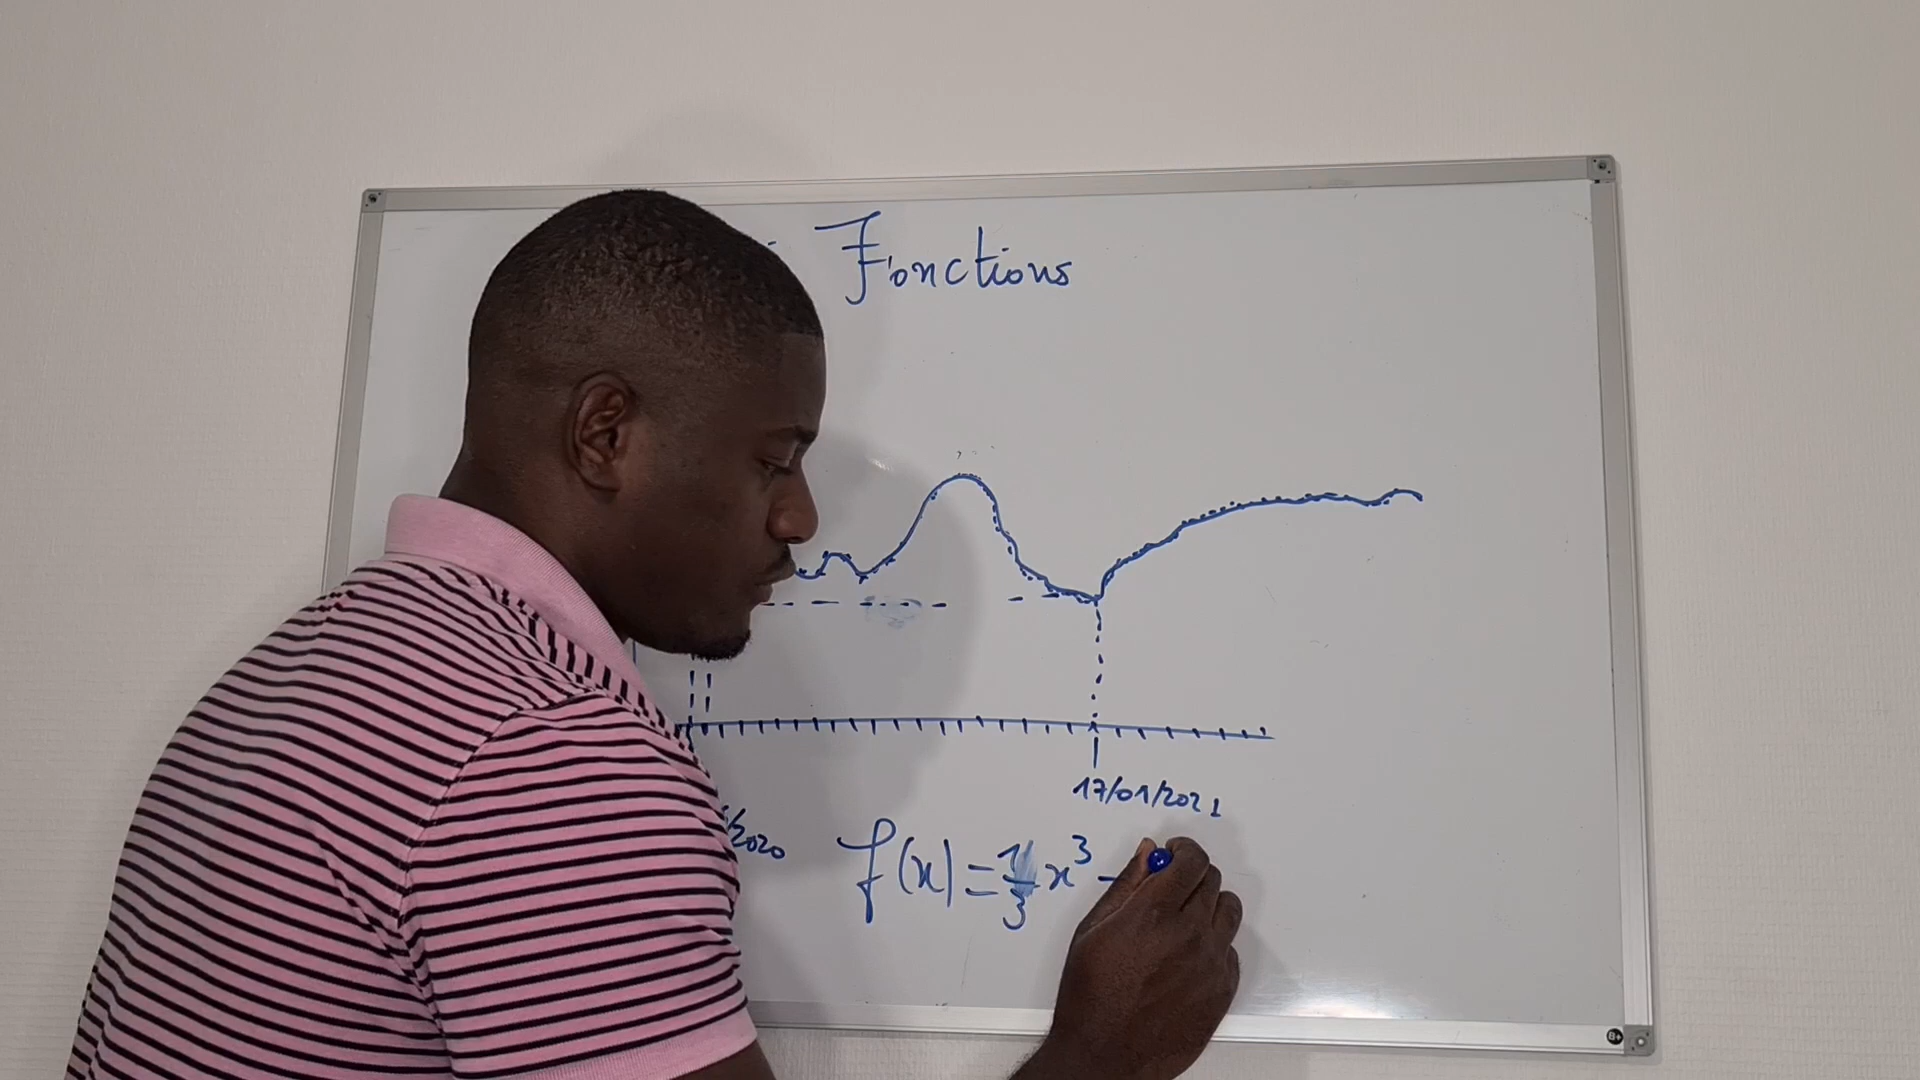 Fonctions
17/01/2021
/2020
f(x) = 1/3 x³ -
B+